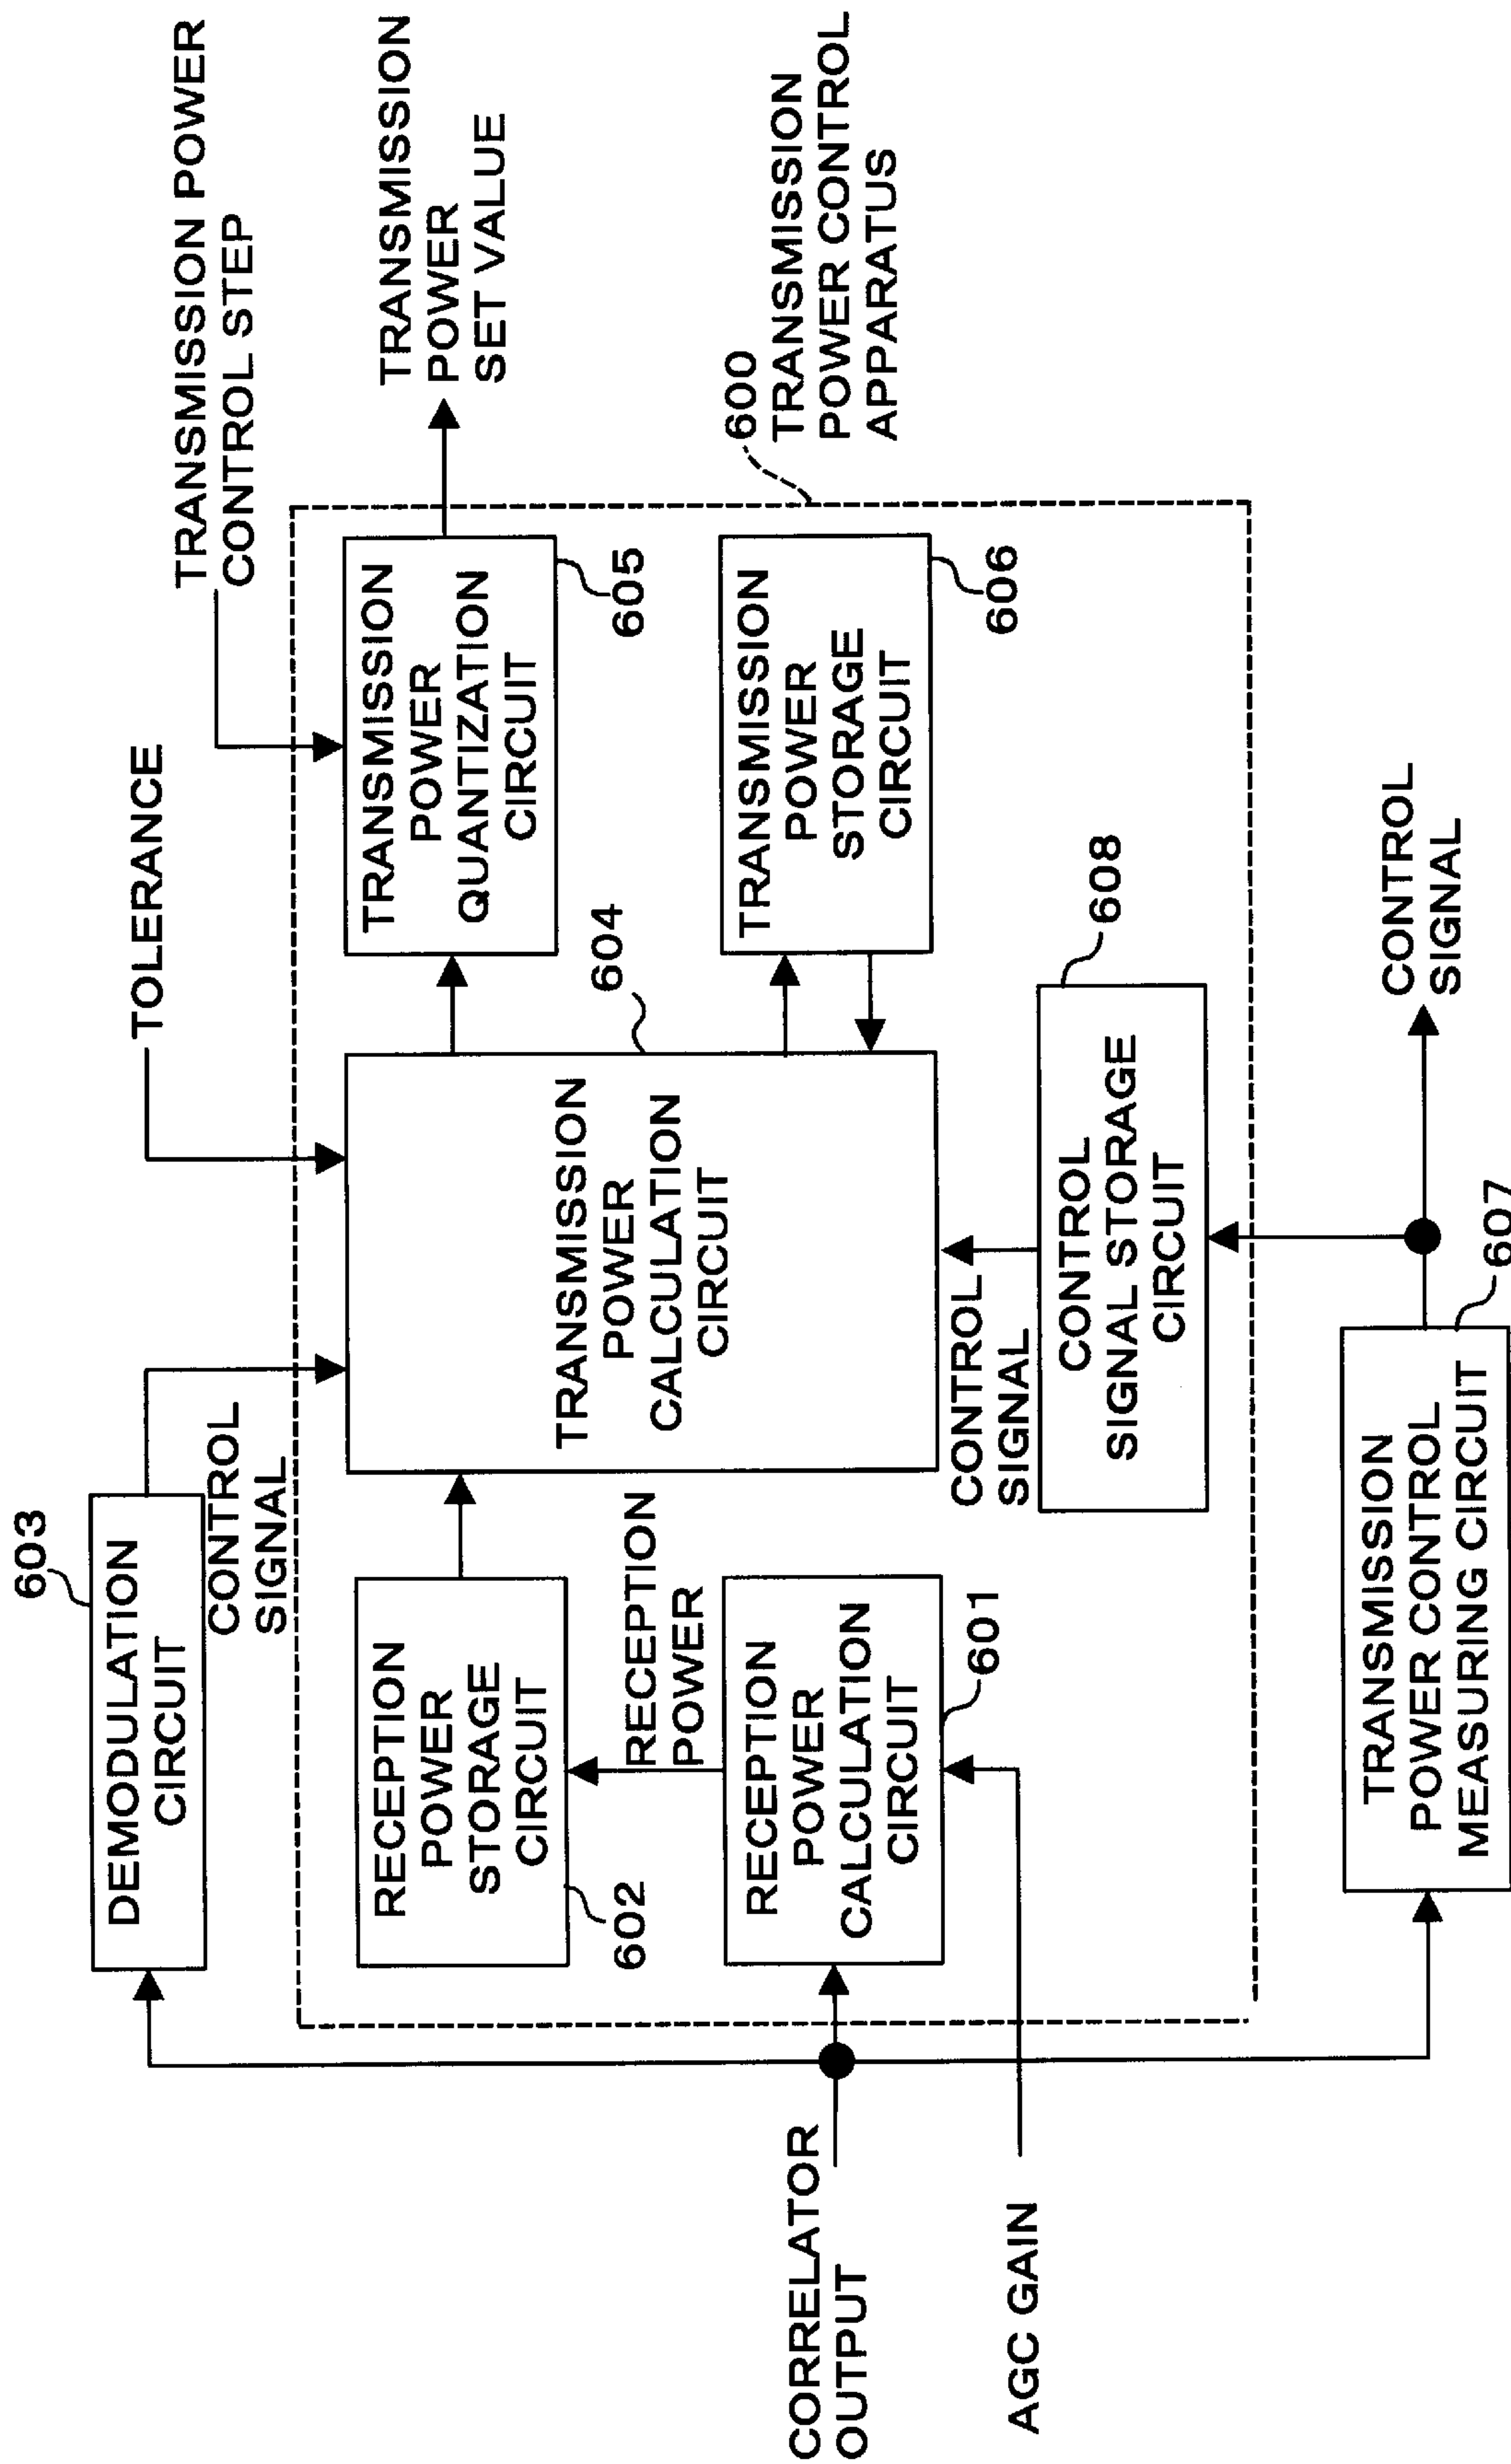 603
DEMODULATION
CIRCUIT
CONTROL
SIGNAL
TOLERANCE
TRANSMISSION POWER
CONTROL STEP
RECEPTION
POWER
STORAGE
CIRCUIT
602
RECEPTION
POWER
RECEPTION
POWER
CALCULATION
CIRCUIT
601
TRANSMISSION
POWER
CALCULATION
CIRCUIT
604
TRANSMISSION
POWER
QUANTIZATION
CIRCUIT
605
TRANSMISSION
POWER
SET VALUE
TRANSMISSION
POWER
STORAGE
CIRCUIT
606
600
TRANSMISSION
POWER CONTROL
APPARATUS
CONTROL
SIGNAL
CONTROL
SIGNAL STORAGE
CIRCUIT
608
CORRELATOR
OUTPUT
AGC GAIN
TRANSMISSION
POWER CONTROL
MEASURING CIRCUIT
607
CONTROL
SIGNAL